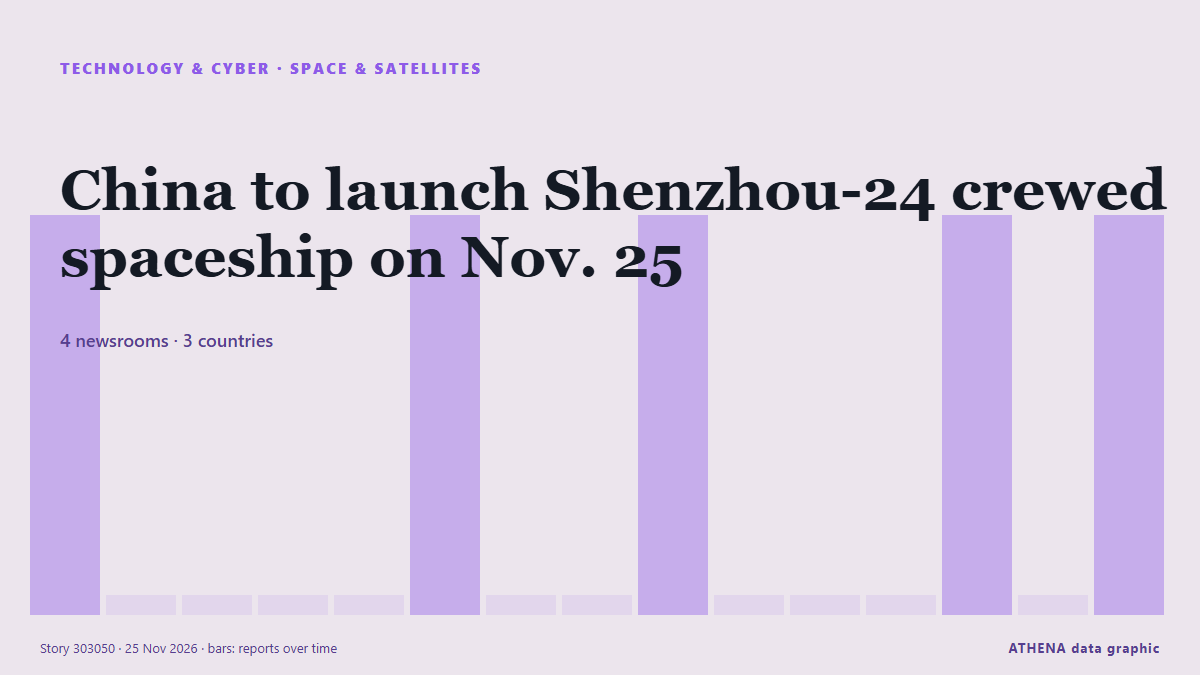 TECHNOLOGY & CYBER · SPACE & SATELLITES
China to launch Shenzhou-24 crewed
spaceship on Nov. 25
4 newsrooms · 3 countries
Story 303050 · 25 Nov 2026 · bars: reports over time
ATHENA data graphic